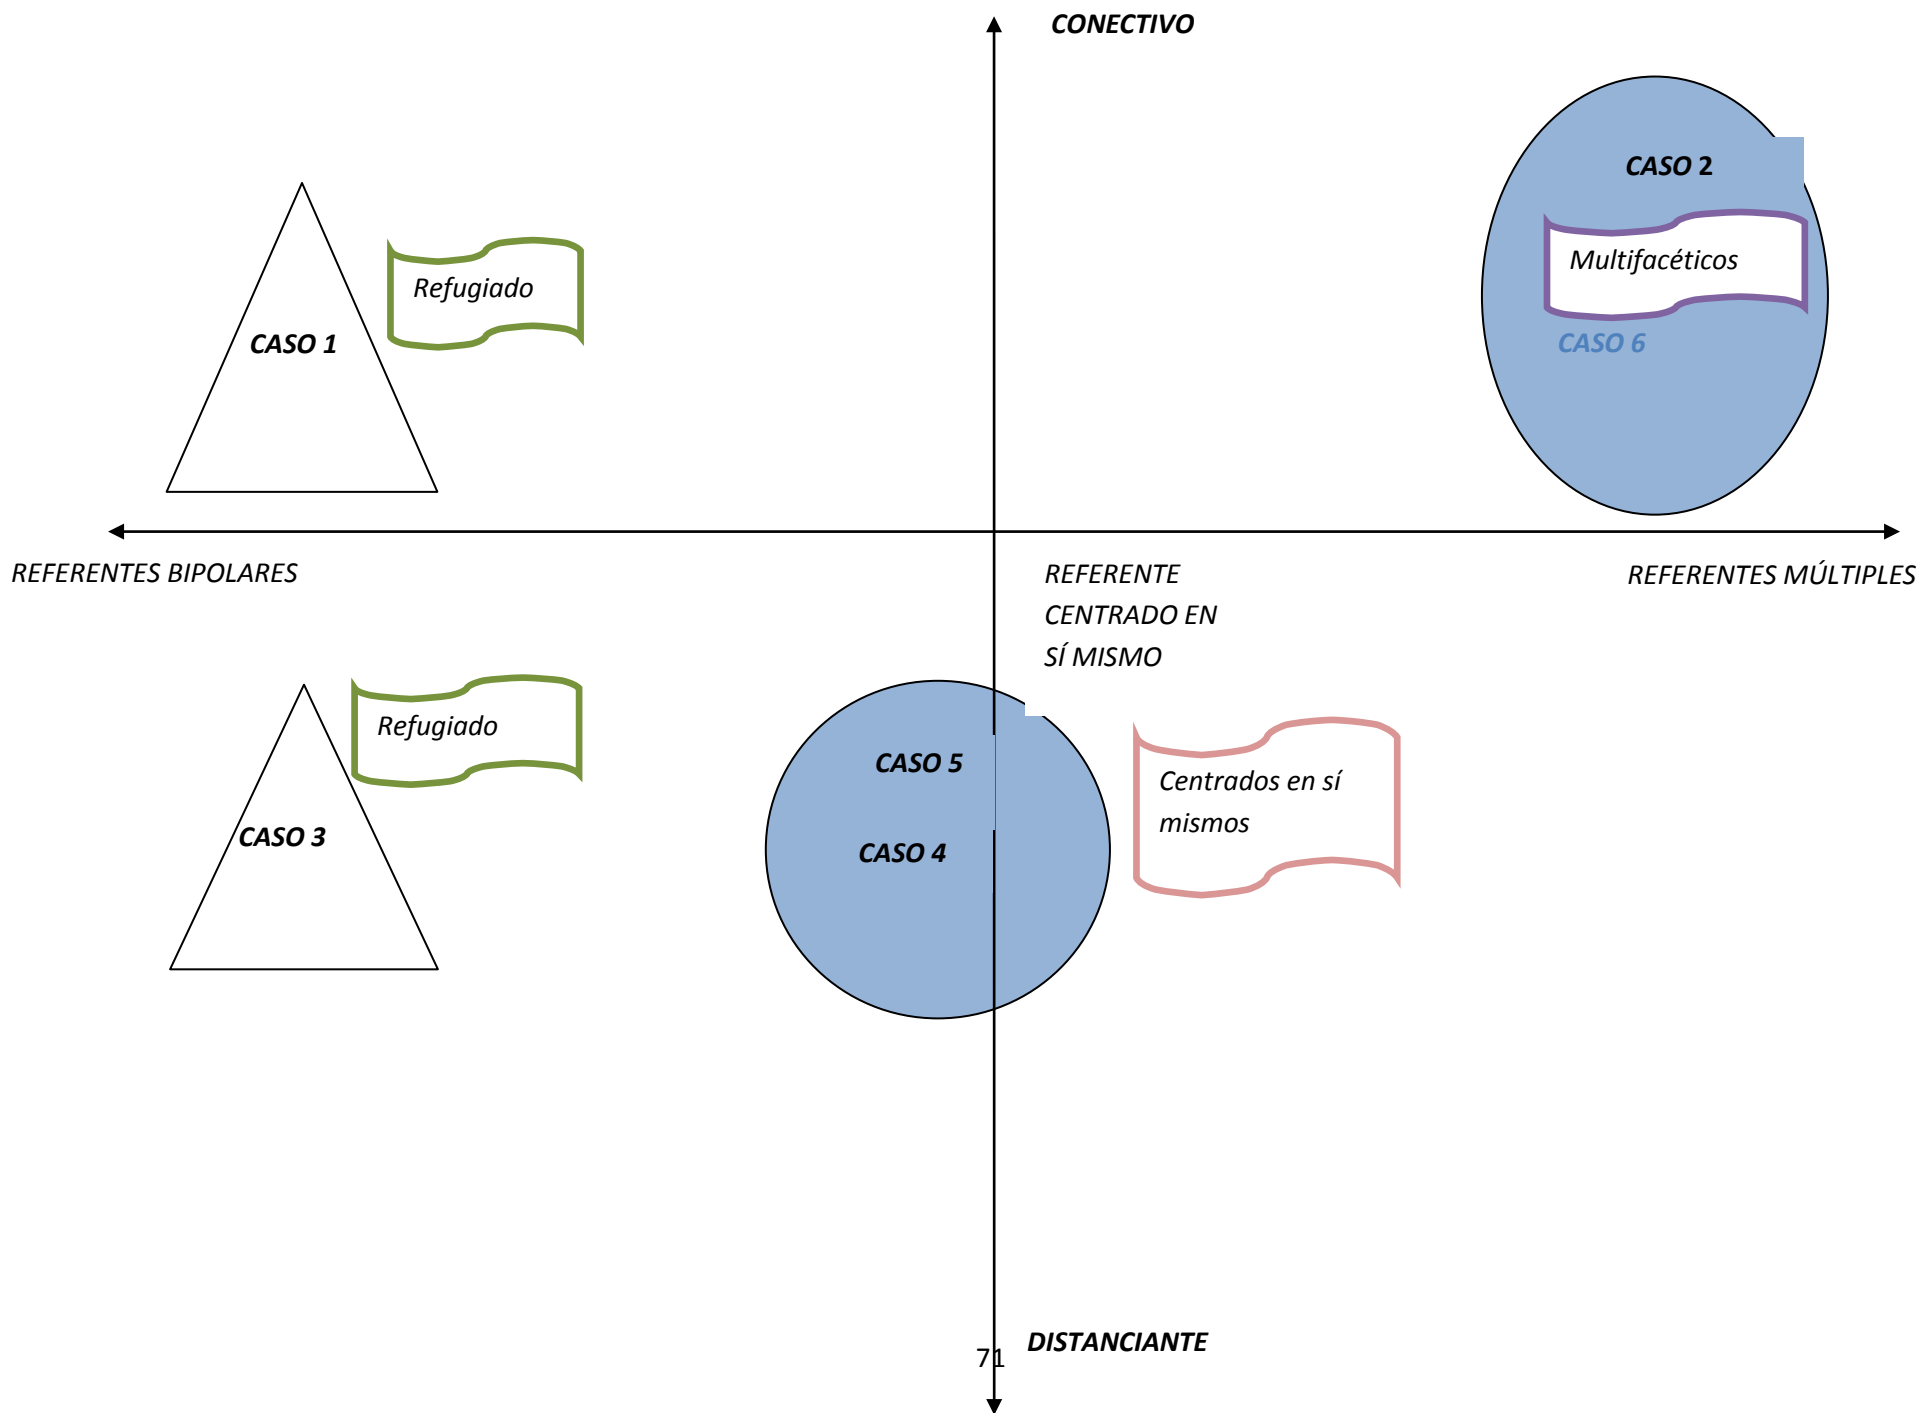 CONECTIVO
CASO 2
Multifacéticos
CASO 6
Refugiado
CASO 1
REFERENTES BIPOLARES
REFERENTE
CENTRADO EN
SÍ MISMO
REFERENTES MÚLTIPLES
Refugiado
CASO 3
CASO 5
CASO 4
Centrados en sí
mismos
DISTANCIANTE
71